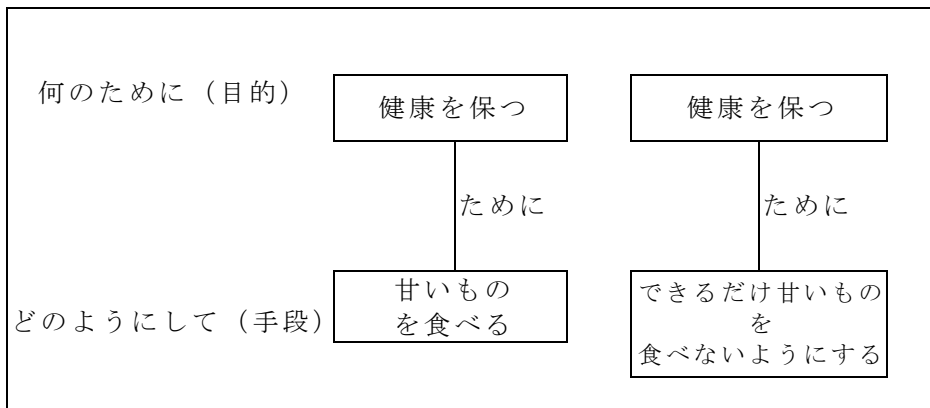 何のために（目的）
健康を保つ
健康を保つ
ために
ために
どのようにして（手段）
甘いもの
を食べる
できるだけ甘いもの
を
食べないようにする